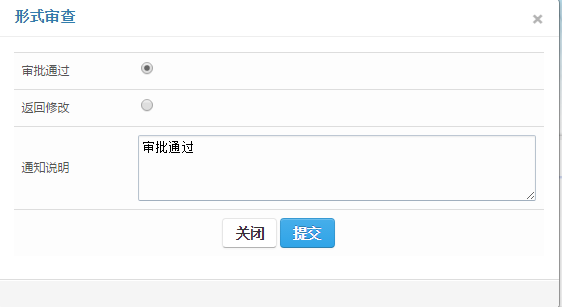 形式审查
审批通过
返回修改
通知说明
审批通过
关闭 提交